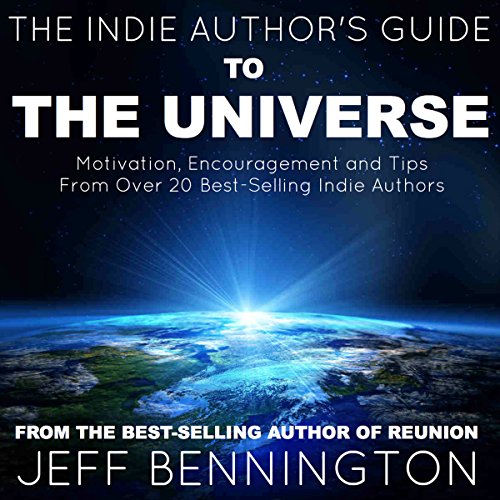 THE INDIE AUTHOR'S GUIDE
TO
THE UNIVERSE
Motivation, Encouragement and Tips
From Over 20 Best-Selling Indie Authors
FROM THE BEST-SELLING AUTHOR OF REUNION
JEFF BENNINGTON